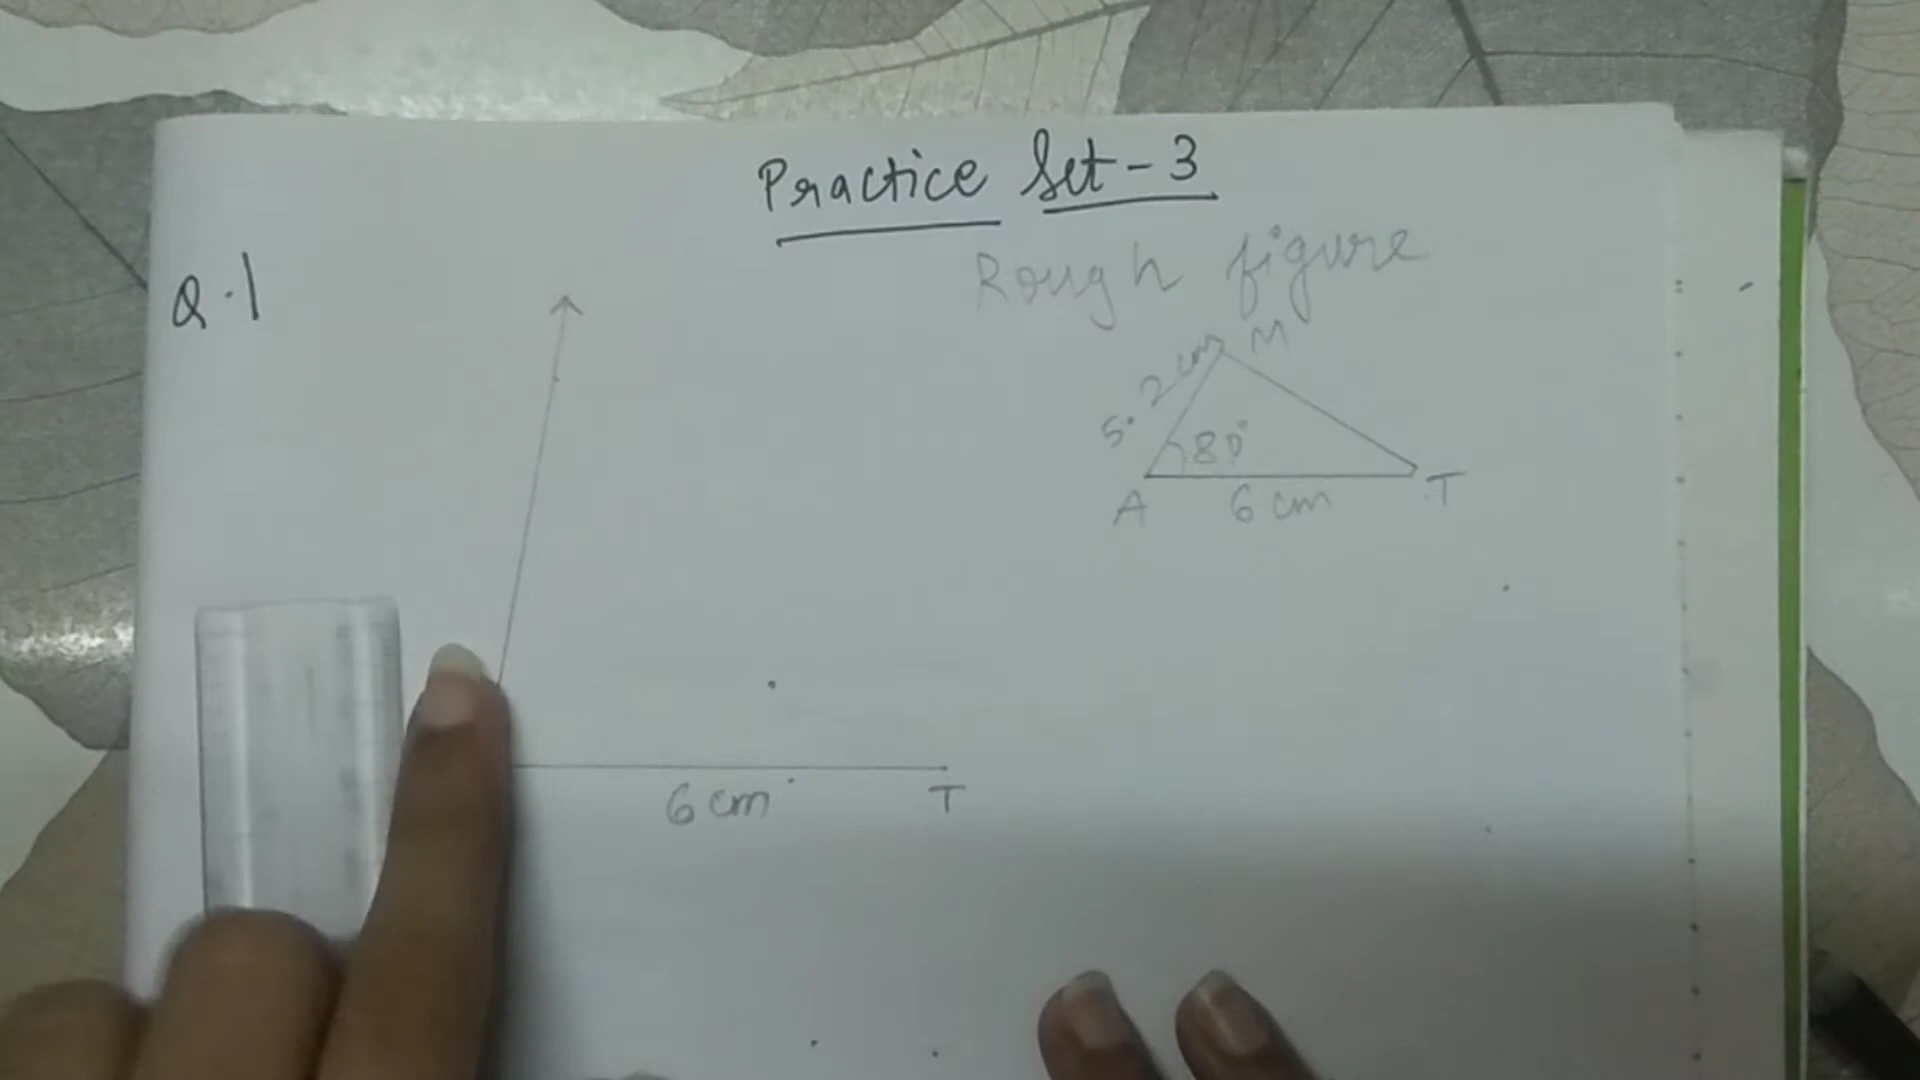 Practice Set-3
Rough figure
Q.1
M
5.2 cm
80°
A
6 cm
T
6 cm
T